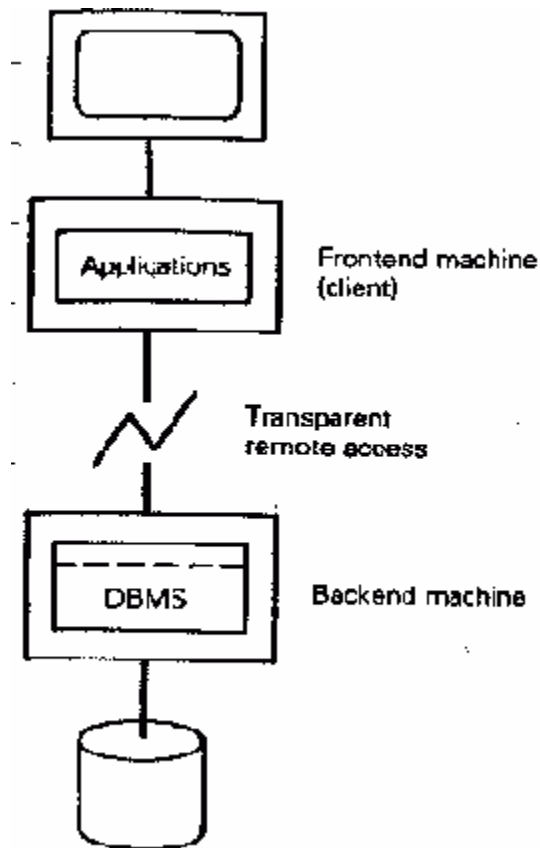 Applications
Frontend machine
(client)
Transparent
remote access
DBMS
Backend machine